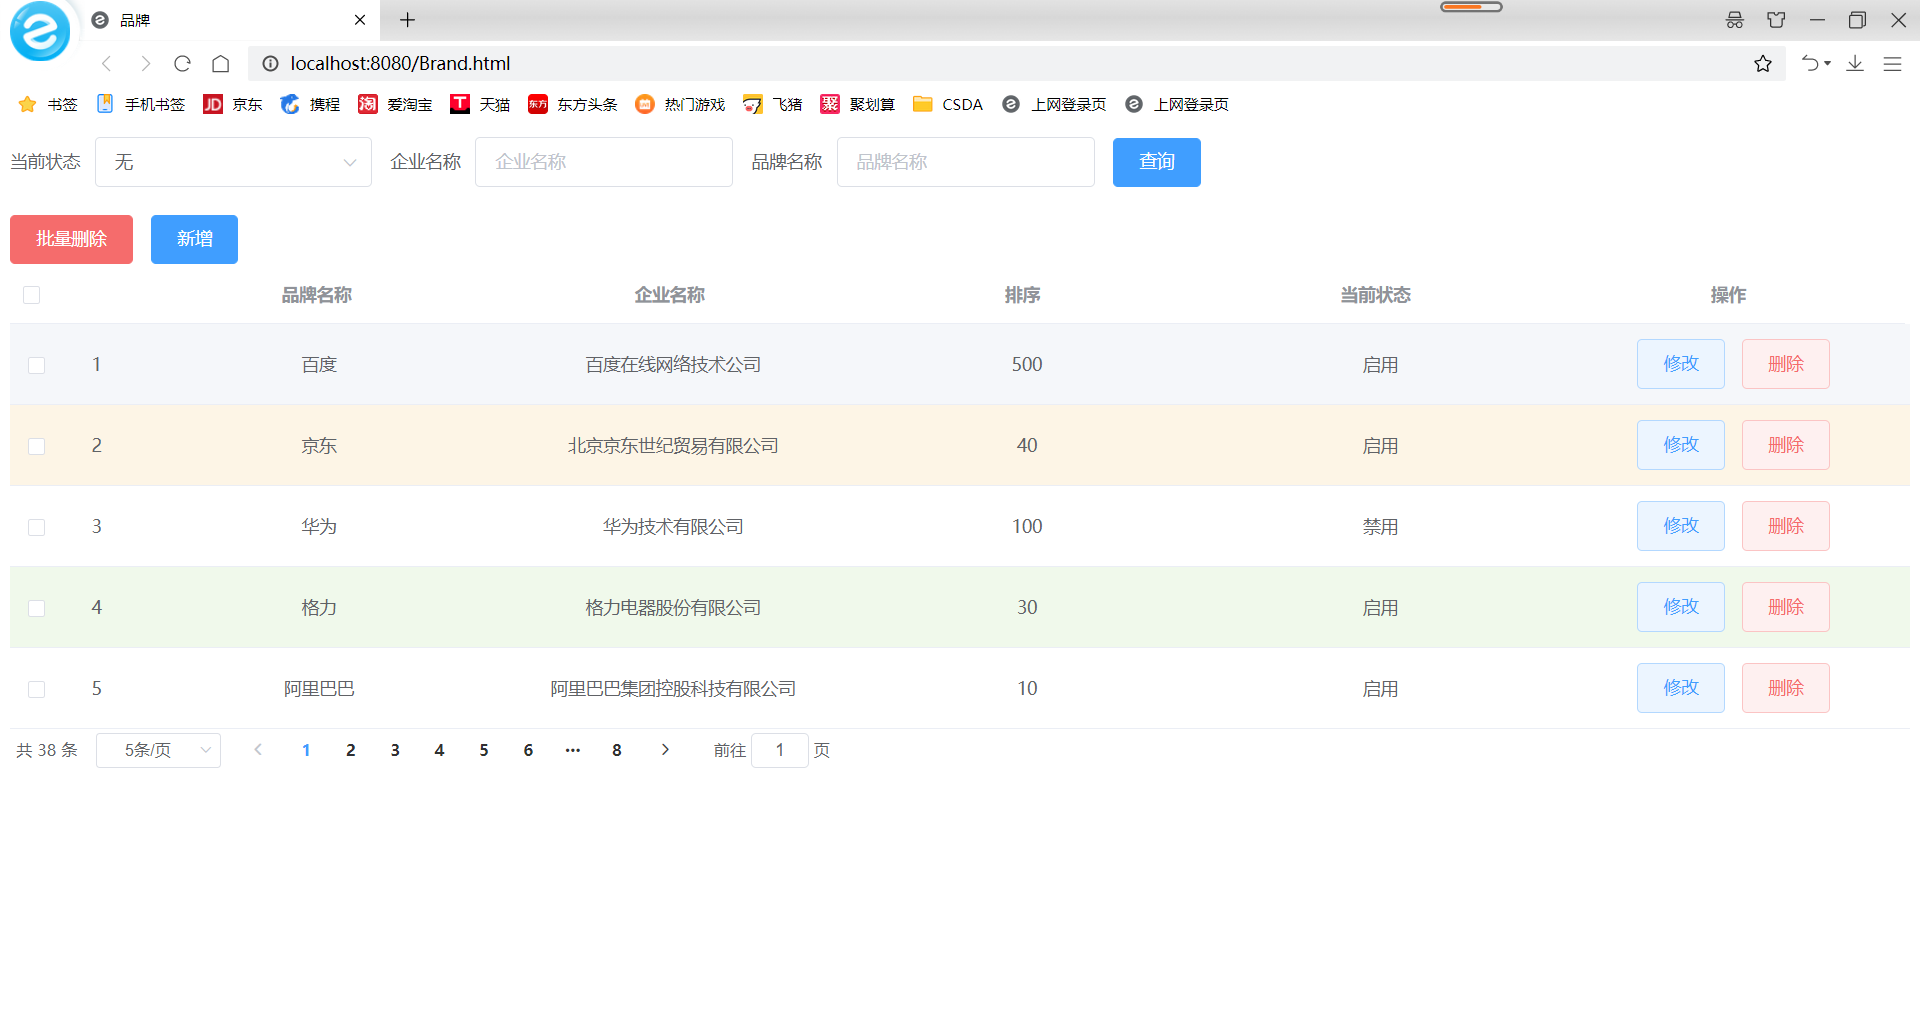 品牌
localhost:8080/Brand.html
书签 手机书签 JD 京东 携程 淘 爱淘宝 T 天猫 东方 东方头条 热门游戏 飞猪 聚 聚划算 CSDA 上网登录页 上网登录页
当前状态 无 企业名称 企业名称 品牌名称 品牌名称 查询
批量删除 新增
品牌名称 企业名称 排序 当前状态 操作
1 百度 百度在线网络技术公司 500 启用 修改 删除
2 京东 北京京东世纪贸易有限公司 40 启用 修改 删除
3 华为 华为技术有限公司 100 禁用 修改 删除
4 格力 格力电器股份有限公司 30 启用 修改 删除
5 阿里巴巴 阿里巴巴集团控股科技有限公司 10 启用 修改 删除
共 38 条 5条/页 1 2 3 4 5 6 ··· 8 前往 1 页